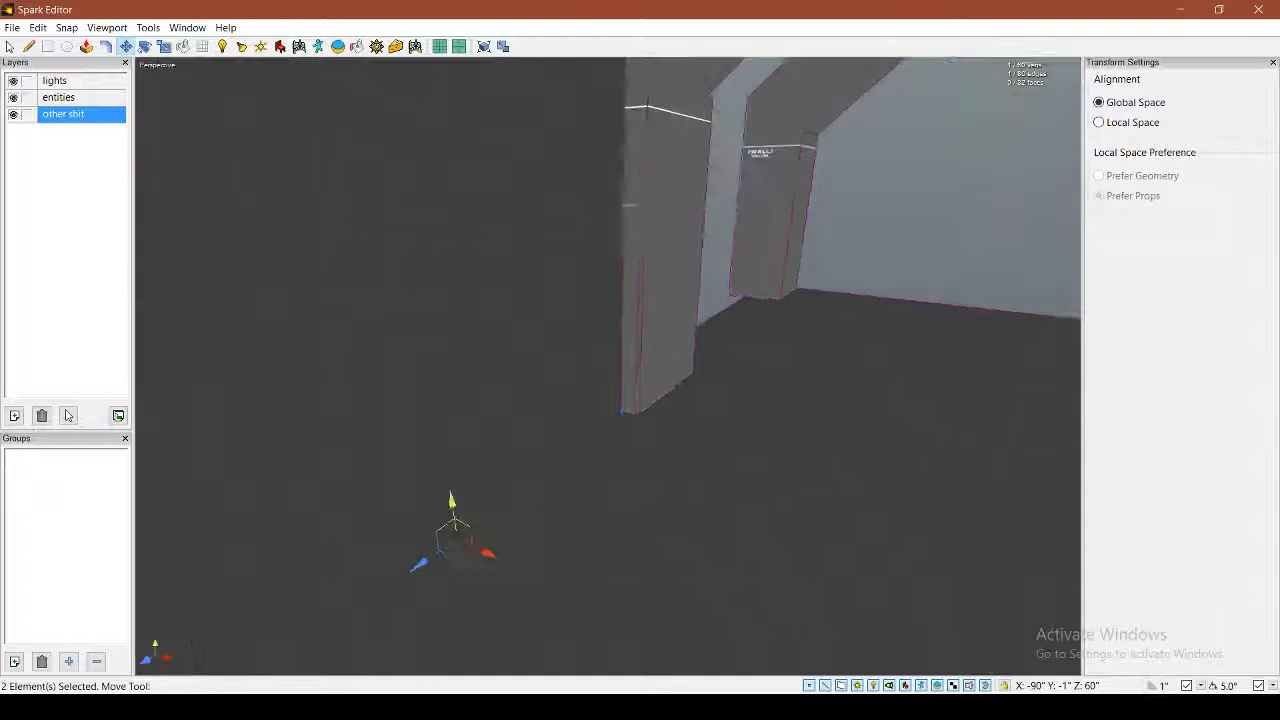 Spark Editor
File Edit Snap Viewport Tools Window Help
Layers
lights
entities
other shit
Groups
Perspective
Transform Settings
Alignment
Global Space
Local Space
Local Space Preference
Prefer Geometry
Prefer Props
Activate Windows
Go to Settings to activate Windows.
2 Element(s) Selected. Move Tool:
X: -90" Y: -1" Z: 60"
1"
5.0°